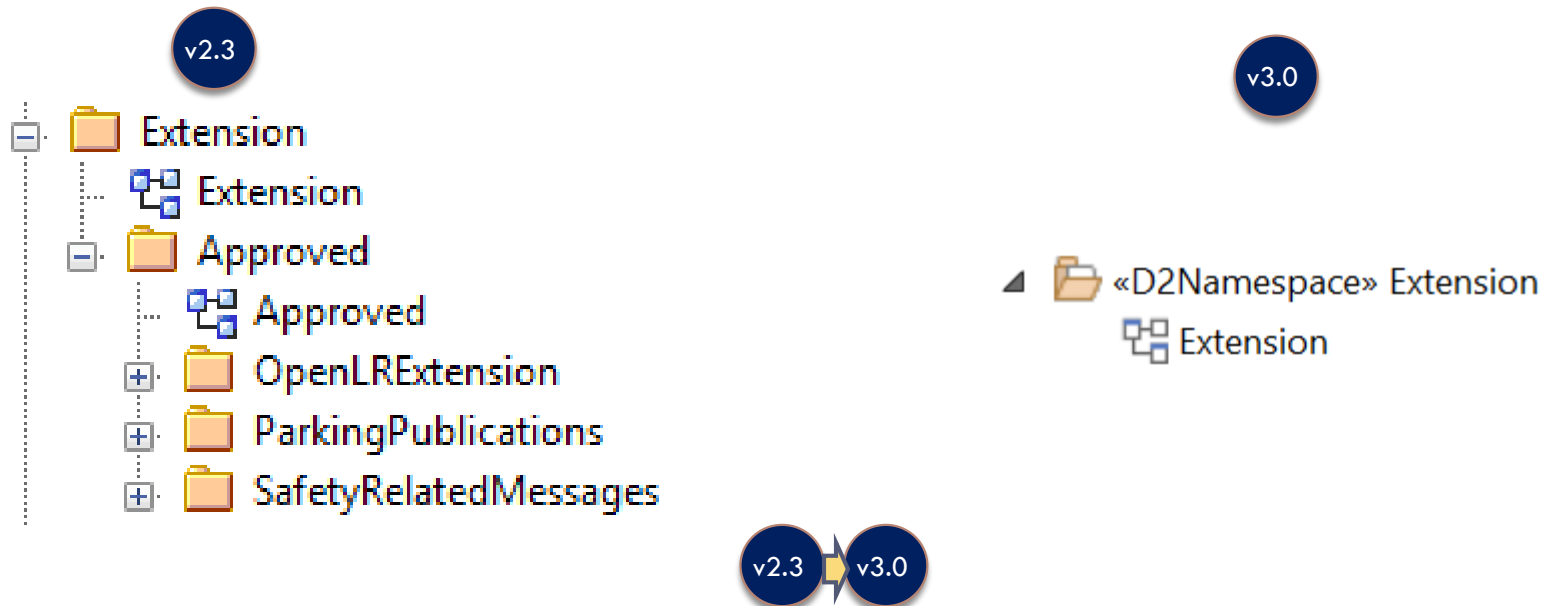 v2.3
Extension
Extension
Approved
Approved
OpenLRExtension
ParkingPublications
SafetyRelatedMessages
v3.0
«D2Namespace» Extension
Extension
v2.3 v3.0